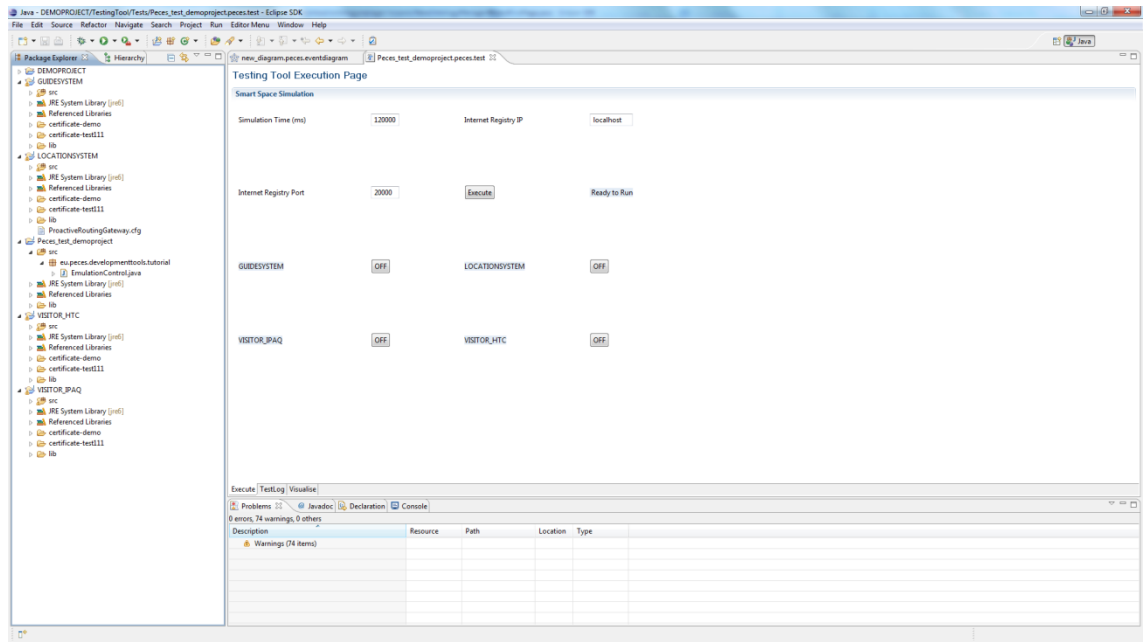 Java - DEMOPROJECT/TestingTool/Tests/Peces_test_demoproject.peces.test - Eclipse SDK
File Edit Source Refactor Navigate Search Project Run Editor Menu Window Help
Java
Package Explorer Hierarchy
DEMOPROJECT
GUIDESYSTEM
src
JRE System Library [jre6]
Referenced Libraries
certificate-demo
certificate-test111
lib
LOCATIONSYSTEM
src
JRE System Library [jre6]
Referenced Libraries
certificate-demo
certificate-test111
lib
ProactiveRoutingGateway.cfg
Peces_test_demoproject
src
eu.peces.developmenttools.tutorial
EmulationControl.java
JRE System Library [jre6]
Referenced Libraries
lib
VISITOR_HTC
src
JRE System Library [jre6]
Referenced Libraries
certificate-demo
certificate-test111
lib
VISITOR_IPAQ
src
JRE System Library [jre6]
Referenced Libraries
certificate-demo
certificate-test111
lib
new_diagram.peces.eventdiagram Peces_test_demoproject.peces.test
Testing Tool Execution Page
Smart Space Simulation
Simulation Time (ms) 120000 Internet Registry IP localhost
Internet Registry Port 20000 Execute Ready to Run
GUIDESYSTEM OFF LOCATIONSYSTEM OFF
VISITOR_IPAQ OFF VISITOR_HTC OFF
Execute TestLog Visualise
Problems Javadoc Declaration Console
0 errors, 74 warnings, 0 others
Description Resource Path Location Type
Warnings (74 items)